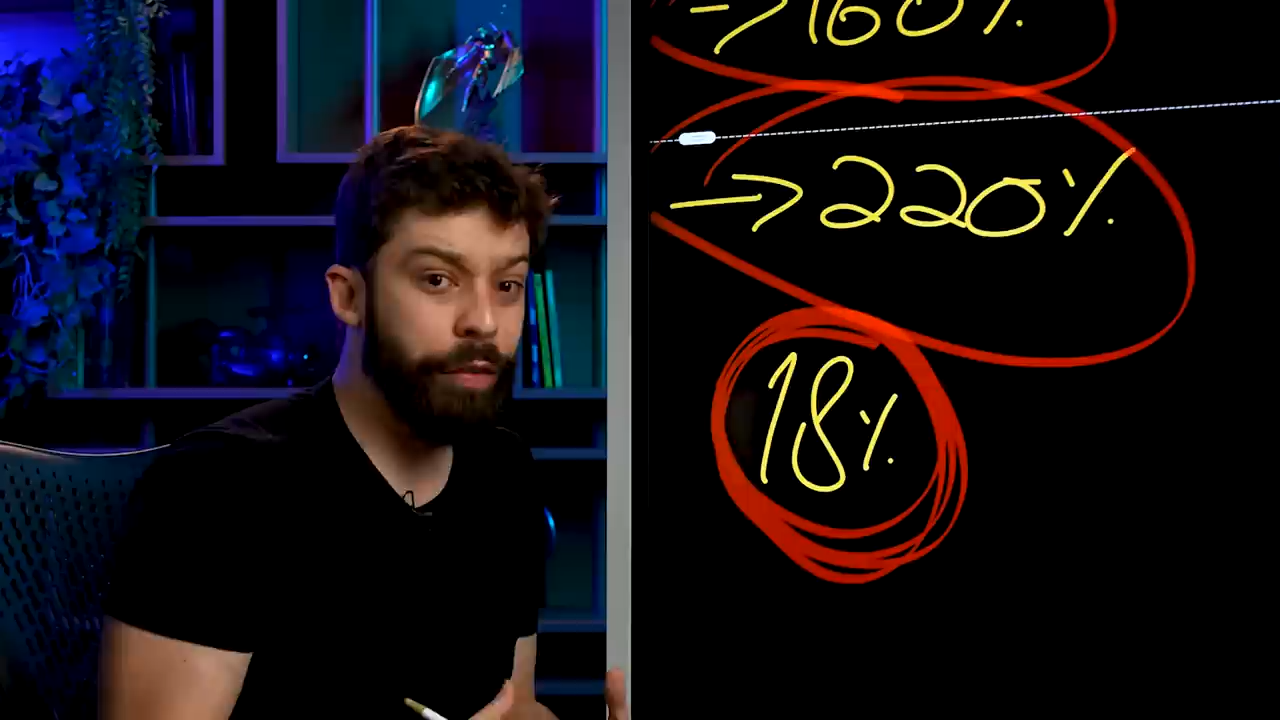 → 160%
→ 220%
18%